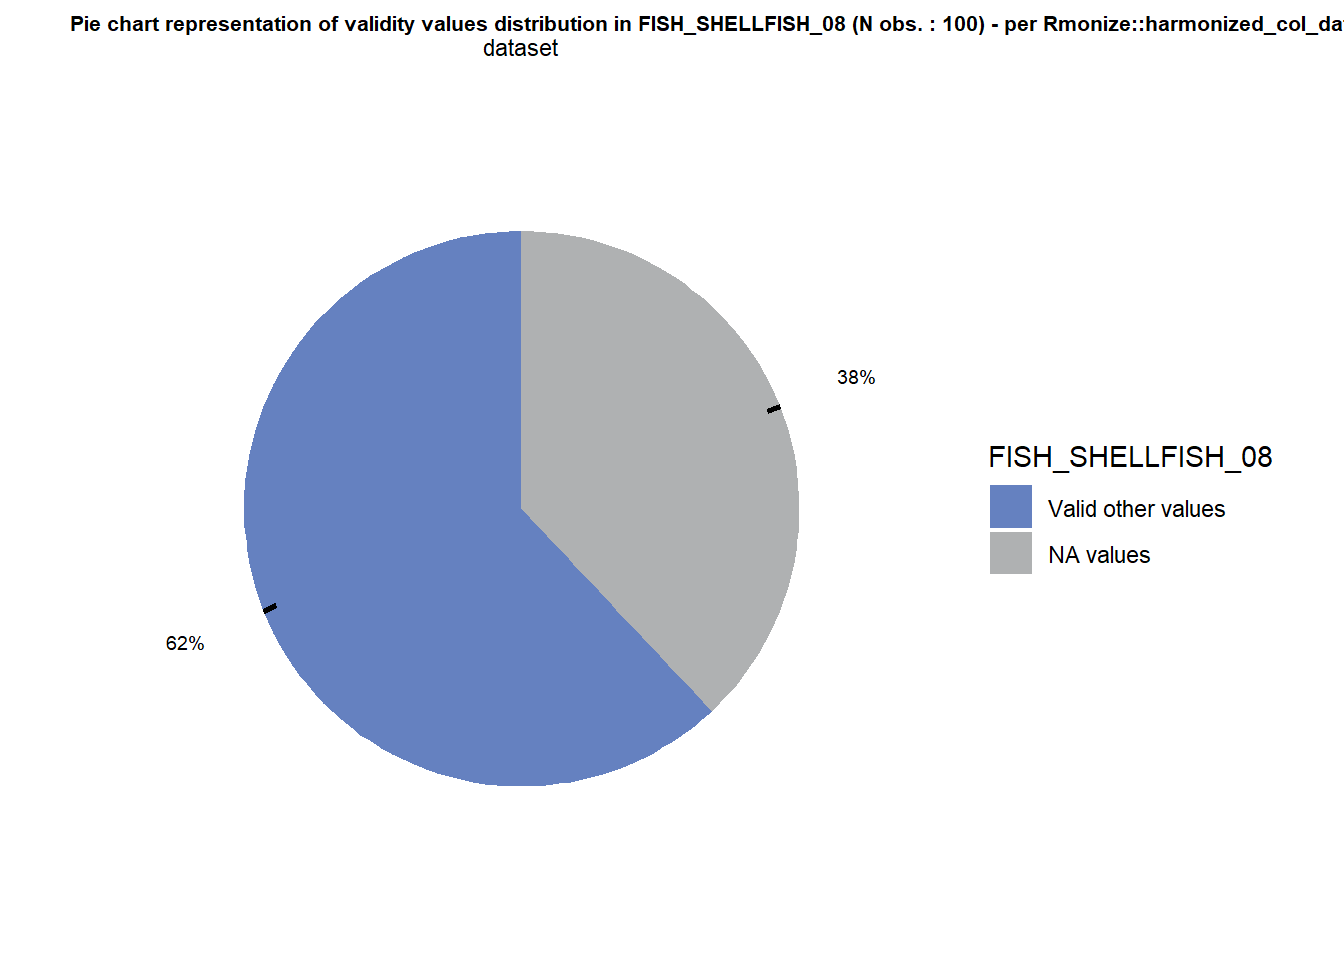 Pie chart representation of validity values distribution in FISH_SHELLFISH_08 (N obs. : 100) - per Rmonize::harmonized_col_da
dataset
38%
FISH_SHELLFISH_08
Valid other values
NA values
62%